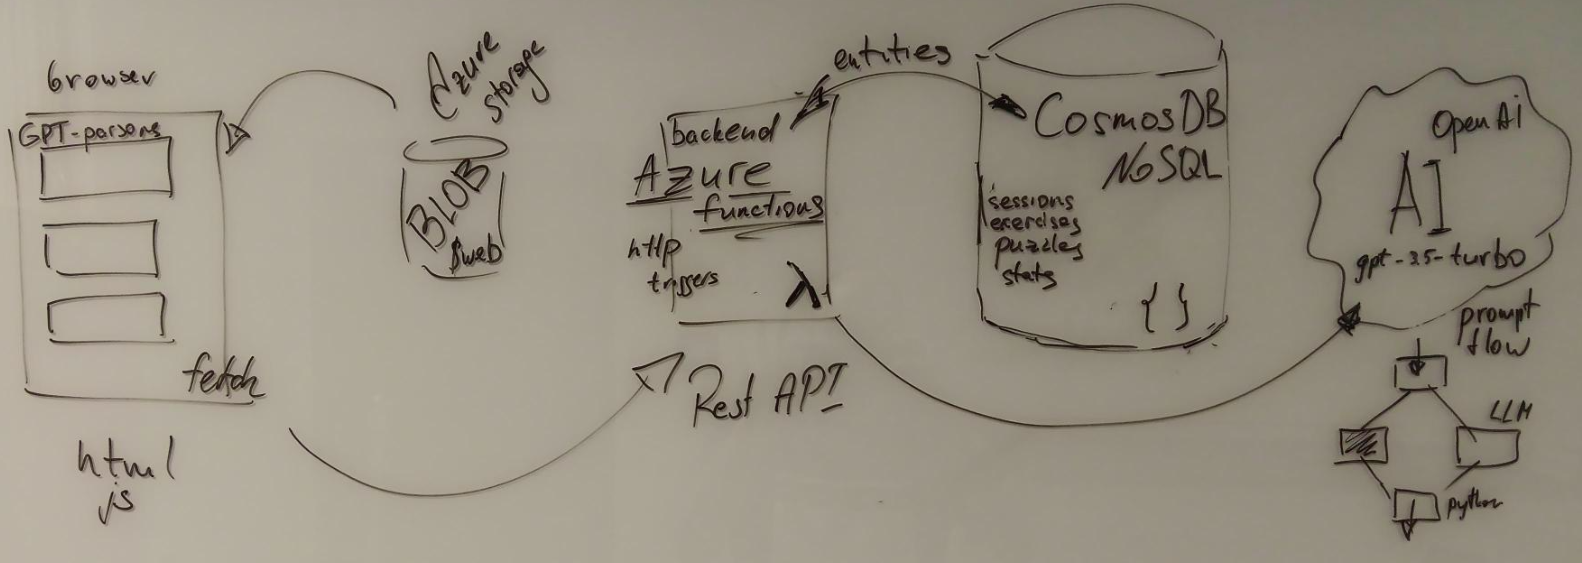 browser
GPT-parsons
fetch
html
js
Azure
storage
BLOB
$web
backend
Azure
functions
http
triggers
λ
Rest API
entities
CosmosDB
NoSQL
sessions
exercises
puzzles
stats
{ }
OpenAi
AI
gpt-3.5-turbo
prompt
flow
LLM
python